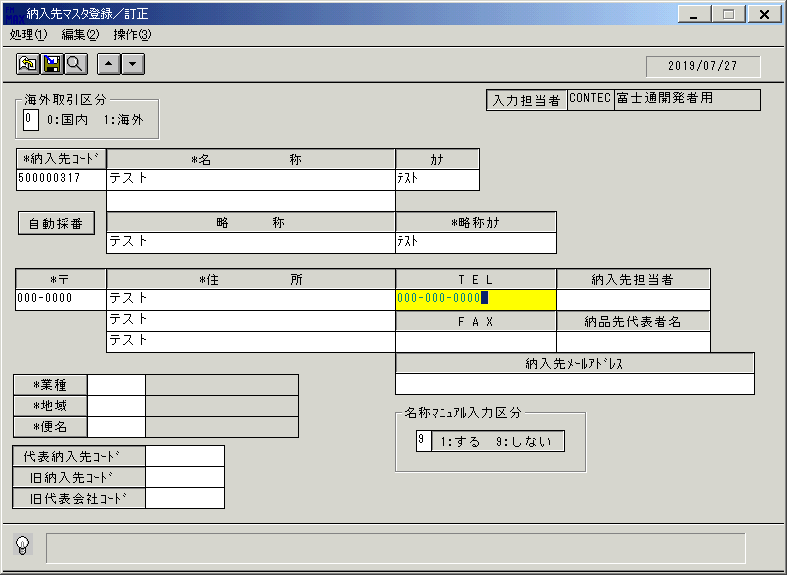 納入先マスタ登録／訂正
処理(1) 編集(2) 操作(3)
2019/07/27
海外取引区分
0 0:国内 1:海外
入力担当者 CONTEC 富士通開発者用
*納入先ｺｰﾄﾞ *名 称 ｶﾅ
500000317 テスト ﾃｽﾄ
自動採番 略 称 *略称ｶﾅ
テスト ﾃｽﾄ
*〒 *住 所 ＴＥＬ 納入先担当者
000-0000 テスト 000-000-0000
テスト ＦＡＸ 納品先代表者名
テスト
納入先ﾒｰﾙｱﾄﾞﾚｽ
*業種
*地域
*便名
名称ﾏﾆｭｱﾙ入力区分
9 1:する 9:しない
代表納入先ｺｰﾄﾞ
旧納入先ｺｰﾄﾞ
旧代表会社ｺｰﾄﾞ